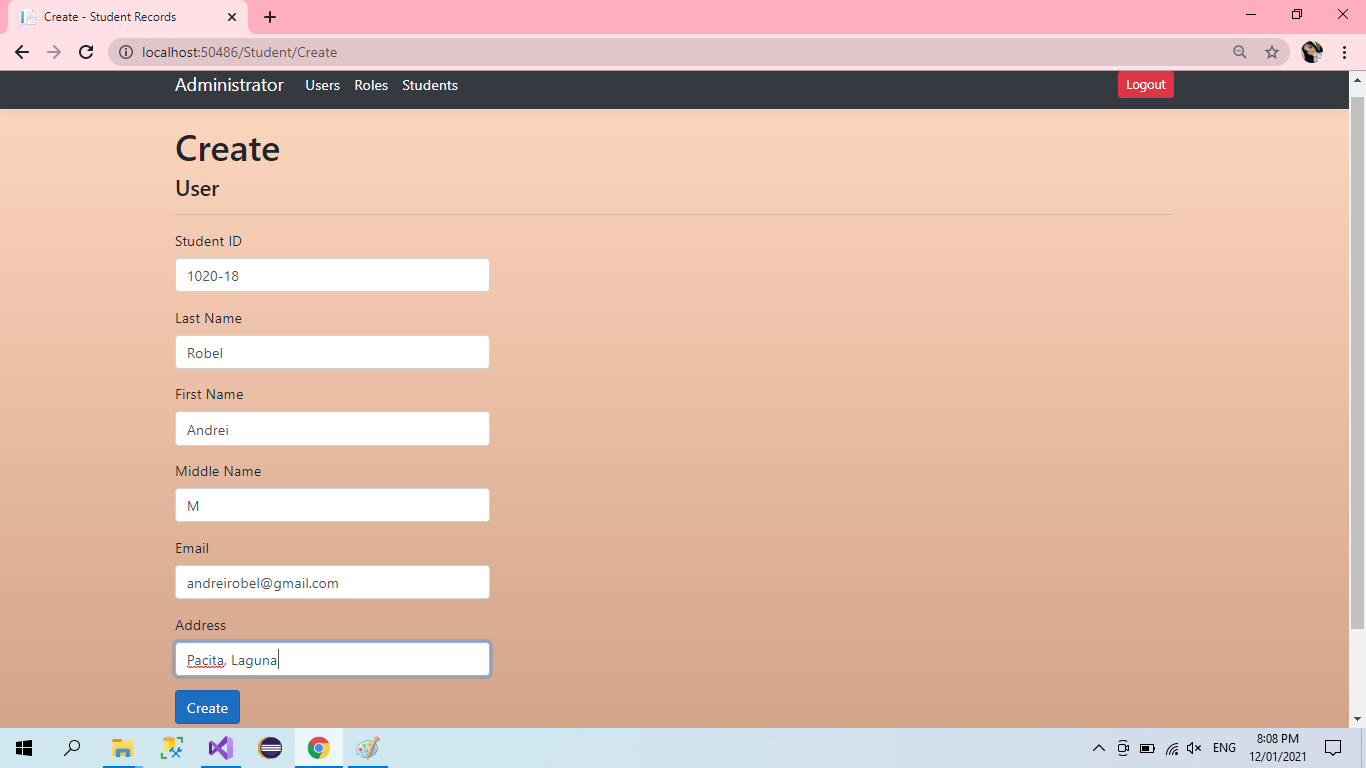 Create - Student Records
localhost:50486/Student/Create
Administrator Users Roles Students Logout
Create
User
Student ID
1020-18
Last Name
Robel
First Name
Andrei
Middle Name
M
Email
andreirobel@gmail.com
Address
Pacita, Laguna
Create
ENG
8:08 PM
12/01/2021